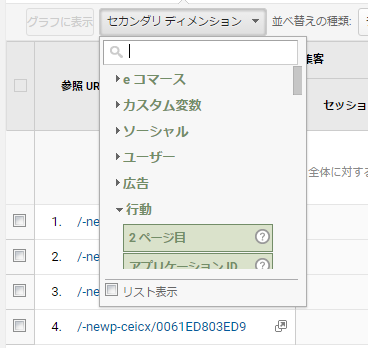 グラフに表示 セカンダリ ディメンション 並べ替えの種類:
参照 UR 集客
セッション
e コマース
カスタム変数
ソーシャル
ユーザー
全体に対する
広告
行動
1. /-ne 2 ページ目
2. /-ne アプリケーション ID
3. /-ne リスト表示
4. /-newp-ceicx/0061ED803ED9